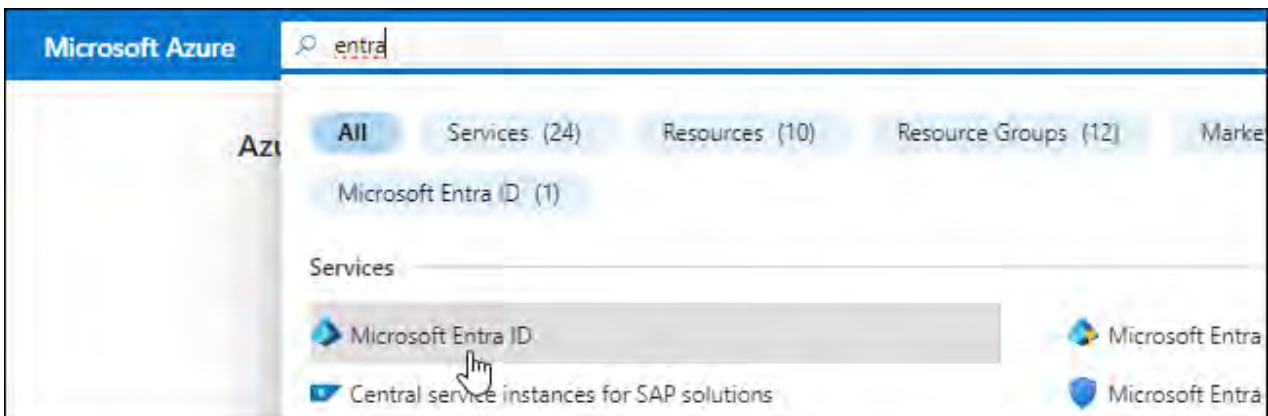 Microsoft Azure
entra
Azu
All Services (24) Resources (10) Resource Groups (12) Marke
Microsoft Entra ID (1)
Services
Microsoft Entra ID Microsoft Entra
Central service instances for SAP solutions Microsoft Entra